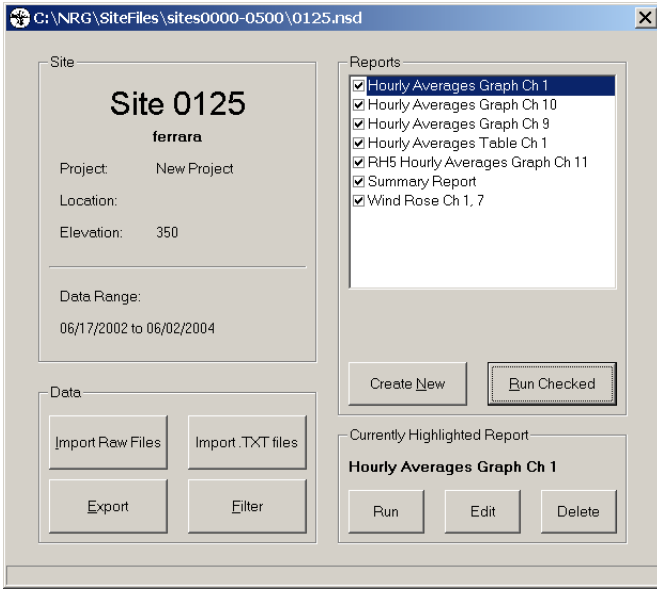 C:\NRG\SiteFiles\sites0000-0500\0125.nsd
Site
Site 0125
ferrara
Project: New Project
Location:
Elevation: 350
Data Range:
06/17/2002 to 06/02/2004
Reports
Hourly Averages Graph Ch 1
Hourly Averages Graph Ch 10
Hourly Averages Graph Ch 9
Hourly Averages Table Ch 1
RH5 Hourly Averages Graph Ch 11
Summary Report
Wind Rose Ch 1, 7
Create New
Run Checked
Data
Import Raw Files
Import .TXT files
Export
Filter
Currently Highlighted Report
Hourly Averages Graph Ch 1
Run
Edit
Delete